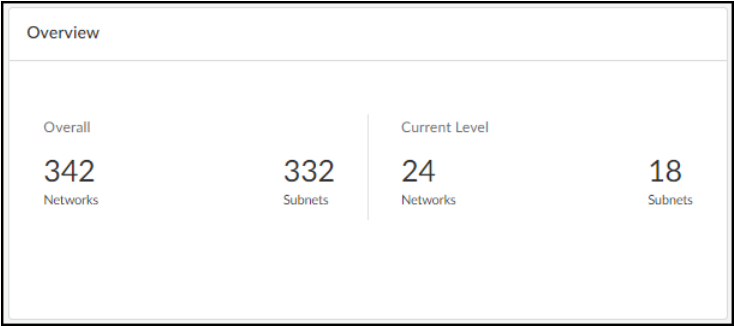 Overview
Overall
342
Networks
332
Subnets
Current Level
24
Networks
18
Subnets